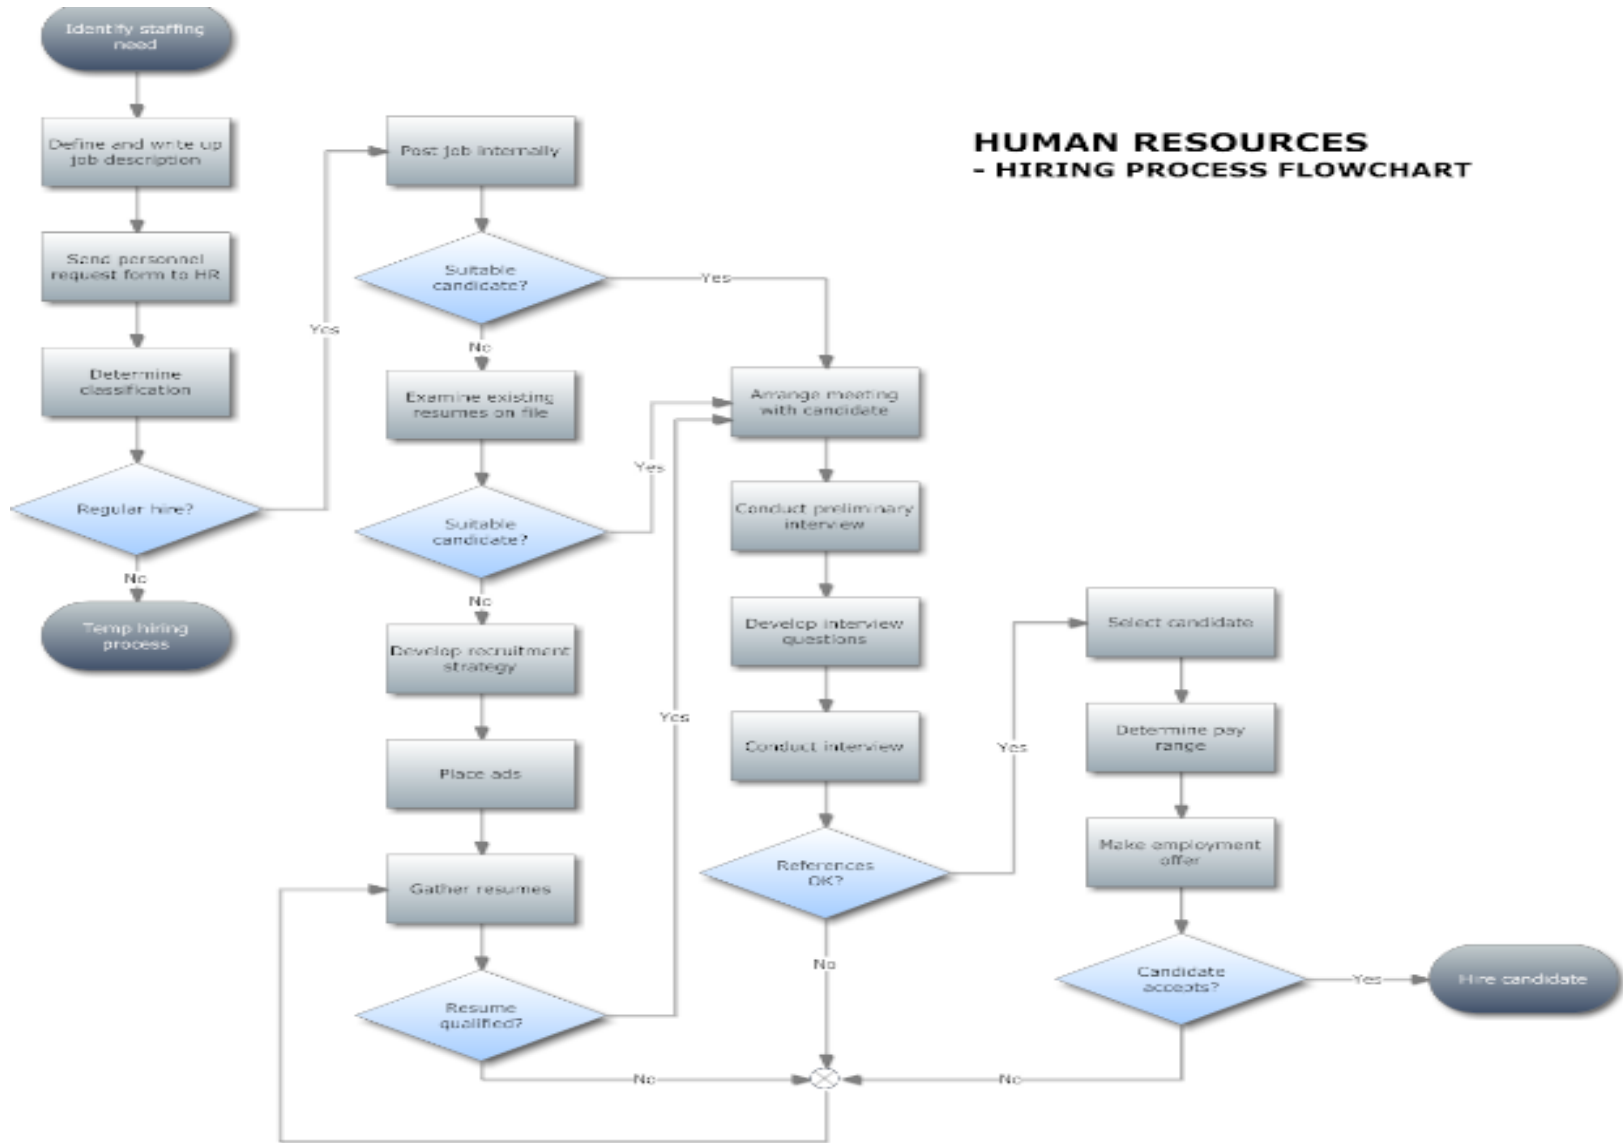 Identify staffing
need
Define and write up
job description
Send personnel
request form to HR
Determine
classification
Regular hire?
No
Temp hiring
process
Yes
Post job internally
Suitable
candidate?
Yes
No
Examine existing
resumes on file
Suitable
candidate?
Yes
No
Develop recruitment
strategy
Place ads
Gather resumes
Resume
qualified?
Yes
No
HUMAN RESOURCES
- HIRING PROCESS FLOWCHART
Arrange meeting
with candidate
Conduct preliminary
interview
Develop interview
questions
Conduct interview
References
OK?
Yes
No
Select candidate
Determine pay
range
Make employment
offer
Candidate
accepts?
Yes
No
Hire candidate